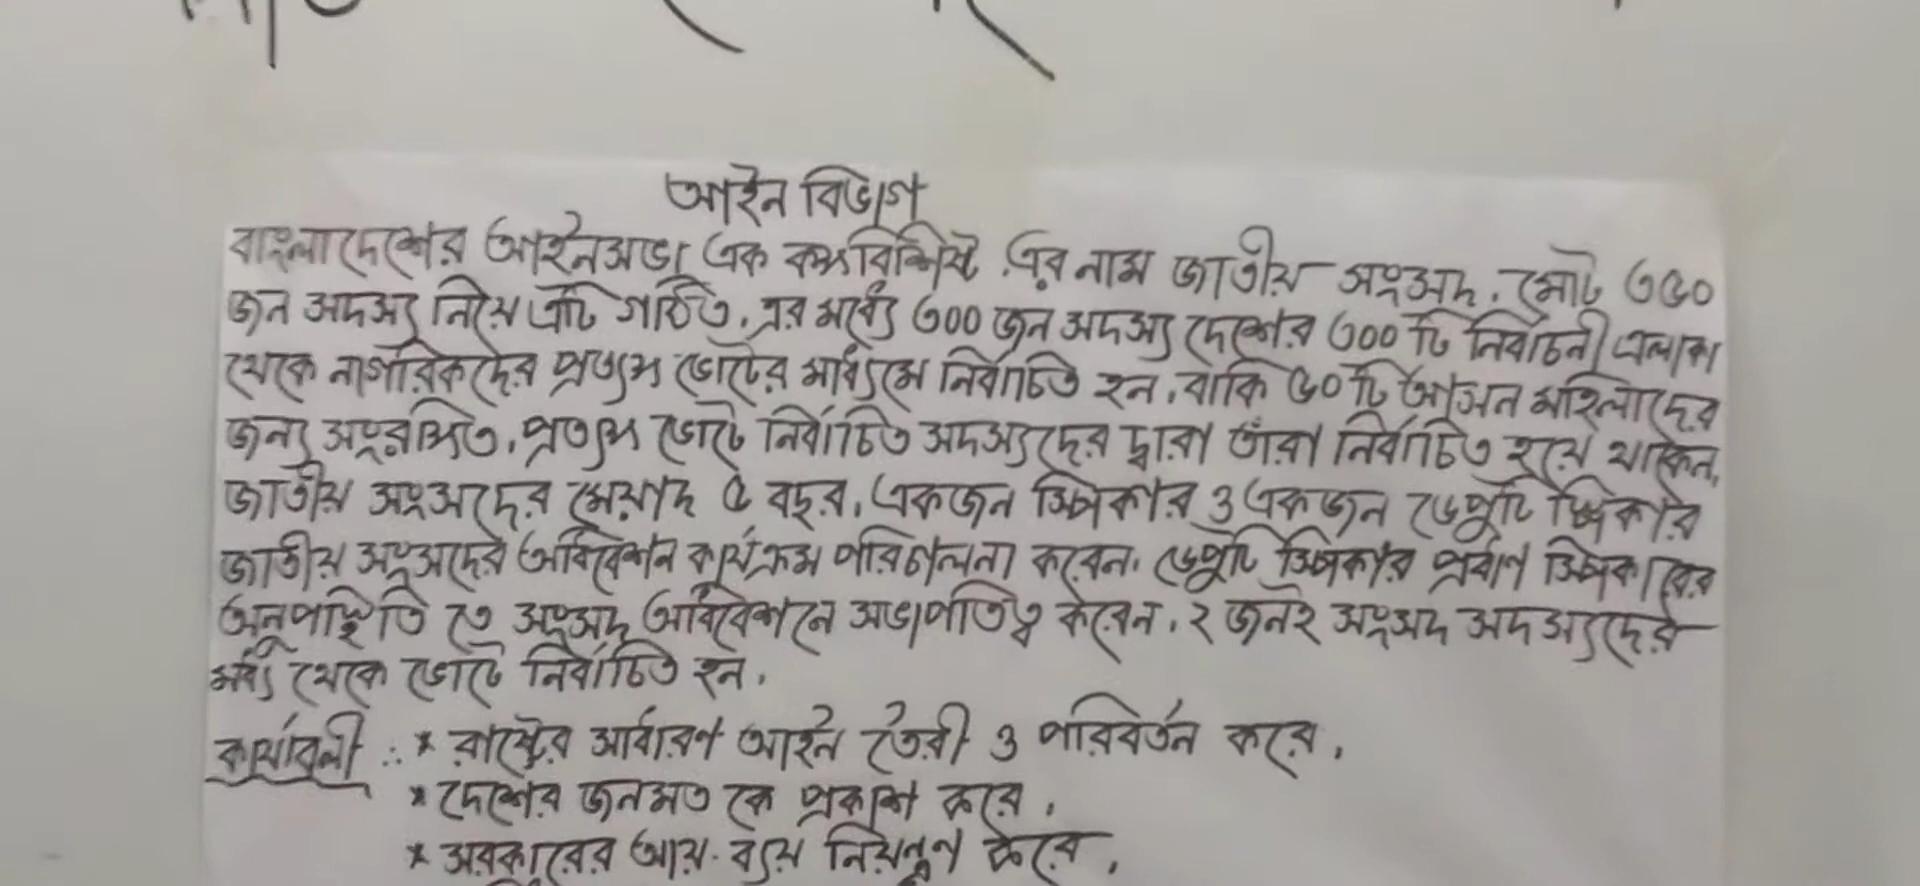 আইন বিভাগ
বাংলাদেশের আইনসভা এক কক্ষবিশিষ্ট. এর নাম জাতীয় সংসদ. মোট ৩৫০
জন সদস্য নিয়ে এটি গঠিত. এর মধ্যে ৩০০ জন সদস্য দেশের ৩০০ টি নির্বাচনী এলাকা
থেকে নাগরিকদের প্রত্যক্ষ ভোটের মাধ্যমে নির্বাচিত হন. বাকি ৫০ টি আসন মহিলাদের
জন্য সংরক্ষিত. প্রত্যক্ষ ভোটে নির্বাচিত সদস্যদের দ্বারা তাঁরা নির্বাচিত হয়ে থাকেন.
জাতীয় সংসদের মেয়াদ ৫ বছর. একজন স্পিকার ও একজন ডেপুটি স্পিকার
জাতীয় সংসদের অধিবেশন কার্যক্রম পরিচালনা করেন. ডেপুটি স্পিকার প্রধাণ স্পিকারের
অনুপস্থিতি তে সংসদ অধিবেশনে সভাপতিত্ব করেন. ২ জনই সংসদ সদস্যদের
মধ্য থেকে ভোটে নির্বাচিত হন.
কার্যাবলী :. * রাষ্ট্রের সার্ধারণ আইন তৈরী ও পরিবর্তন করে.
* দেশের জনমত কে প্রকাশ করে.
* সরকারের আয়-ব্যয় নিয়ন্ত্রণ করে.